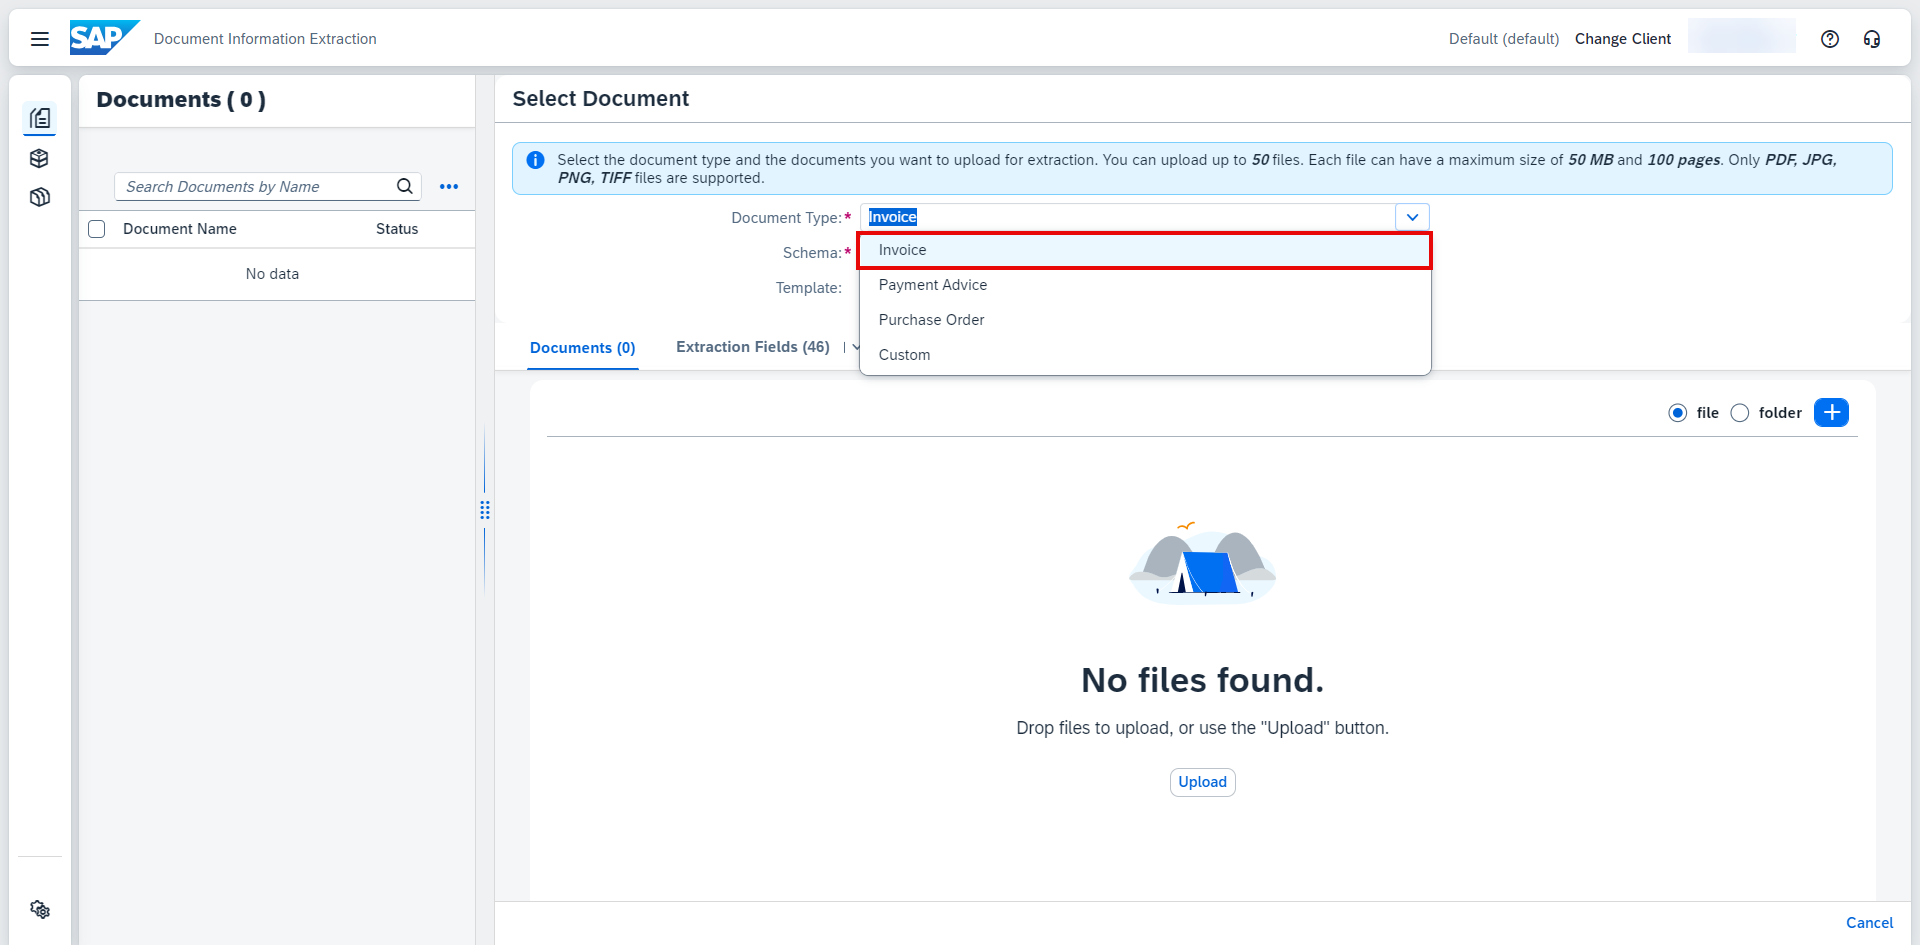 SAP Document Information Extraction
Default (default) Change Client
Documents ( 0 )
Search Documents by Name
Document Name Status
No data
Select Document
Select the document type and the documents you want to upload for extraction. You can upload up to 50 files. Each file can have a maximum size of 50 MB and 100 pages. Only PDF, JPG,
PNG, TIFF files are supported.
Document Type:* Invoice
Schema:*
Template:
Invoice
Payment Advice
Purchase Order
Custom
Documents (0) Extraction Fields (46)
file folder
No files found.
Drop files to upload, or use the "Upload" button.
Upload
Cancel